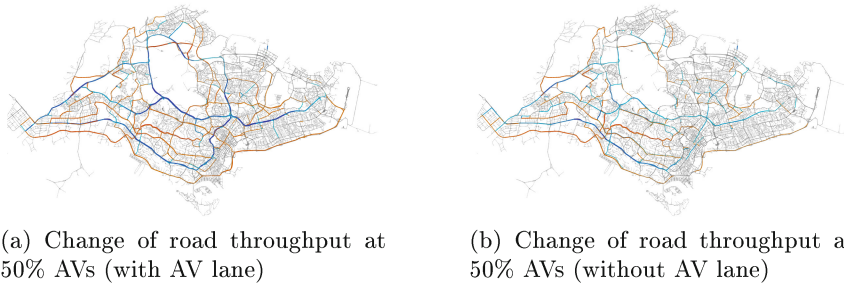 (a) Change of road throughput at
50% AVs (with AV lane)
(b) Change of road throughput a
50% AVs (without AV lane)